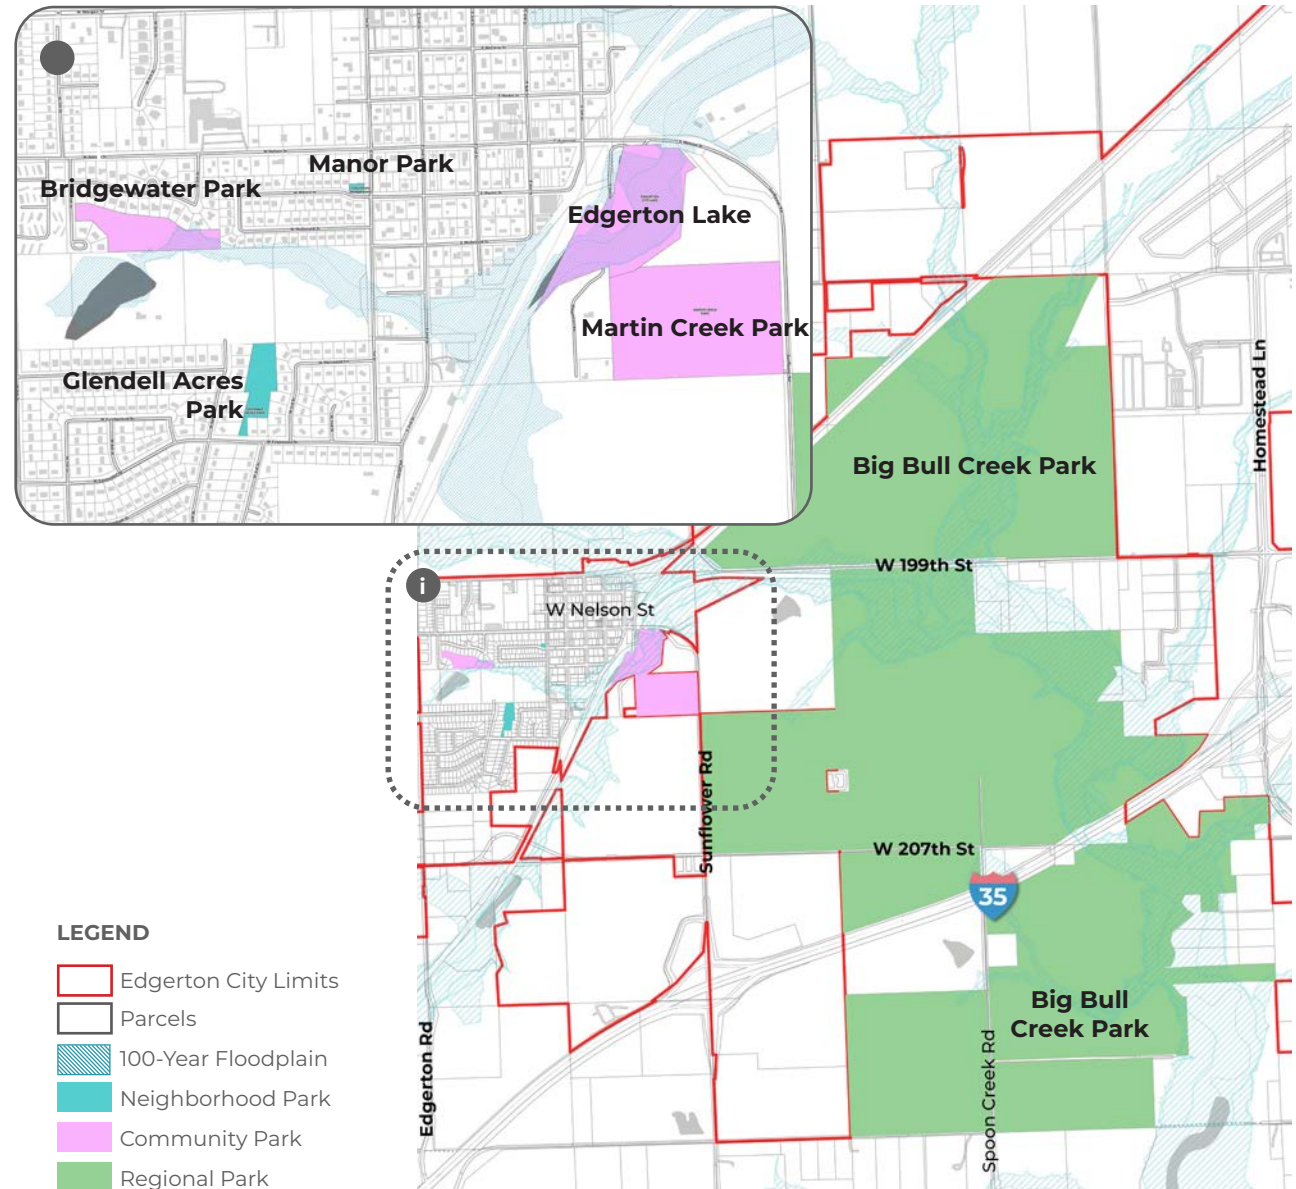 Manor Park
Bridgewater Park
Edgerton Lake
Martin Creek Park
Glendell Acres
Park
Big Bull Creek Park
Homestead Ln
W 199th St
i
W Nelson St
Sunflower Rd
W 207th St
35
Big Bull
Creek Park
Edgerton Rd
Spoon Creek Rd
LEGEND
Edgerton City Limits
Parcels
100-Year Floodplain
Neighborhood Park
Community Park
Regional Park